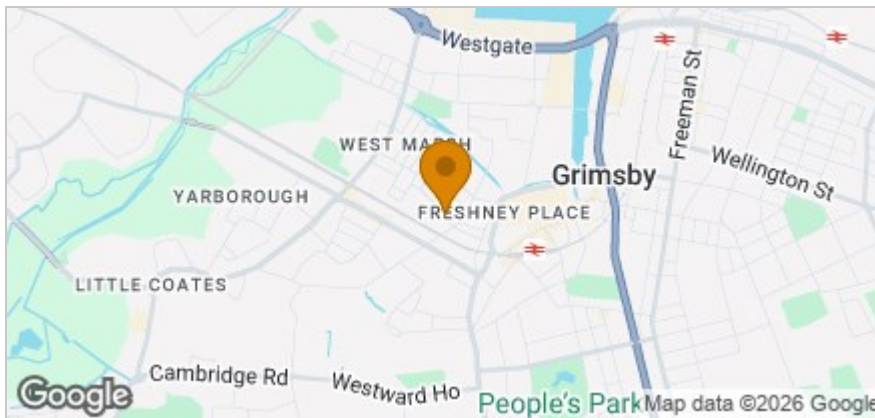 Westgate
Freeman St
WEST MARSH
Wellington St
Grimsby
YARBOROUGH
FRESHNEY PLACE
LITTLE COATES
Cambridge Rd
Westward Ho
People's Park
Google
Map data ©2026 Google